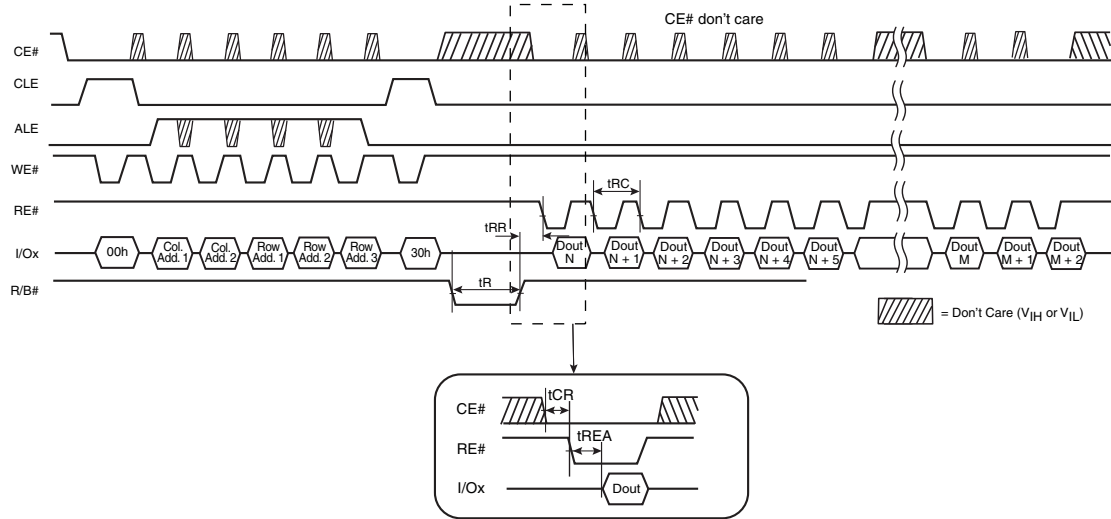 CE# don't care
CE#
CLE
ALE
WE#
RE#
tRC
tRR
I/Ox
00h
Col. Add. 1
Col. Add. 2
Row Add. 1
Row Add. 2
Row Add. 3
30h
Dout N
Dout N + 1
Dout N + 2
Dout N + 3
Dout N + 4
Dout N + 5
Dout M
Dout M + 1
Dout M + 2
R/B#
tR
= Don't Care (VIH or VIL)
CE#
tCR
RE#
tREA
I/Ox
Dout